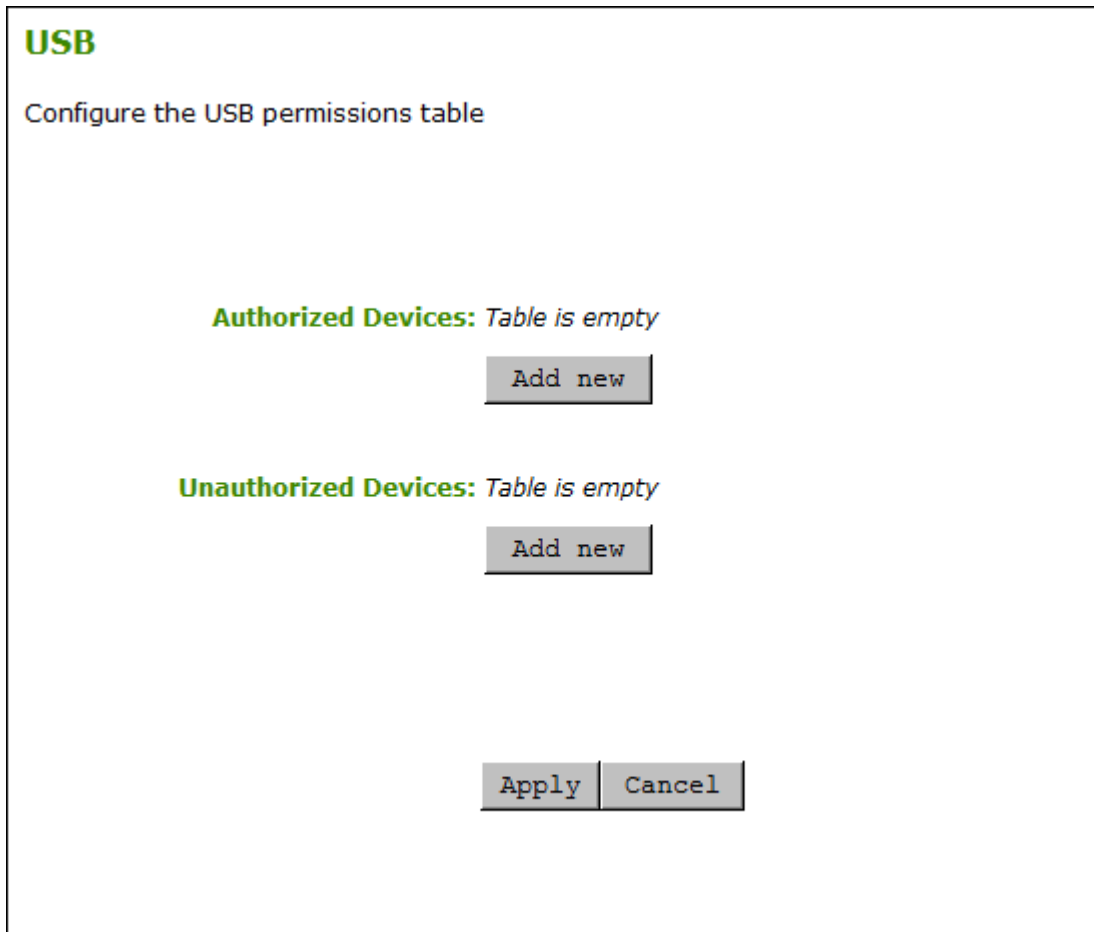 USB
Configure the USB permissions table
Authorized Devices: Table is empty
Add new
Unauthorized Devices: Table is empty
Add new
Apply Cancel